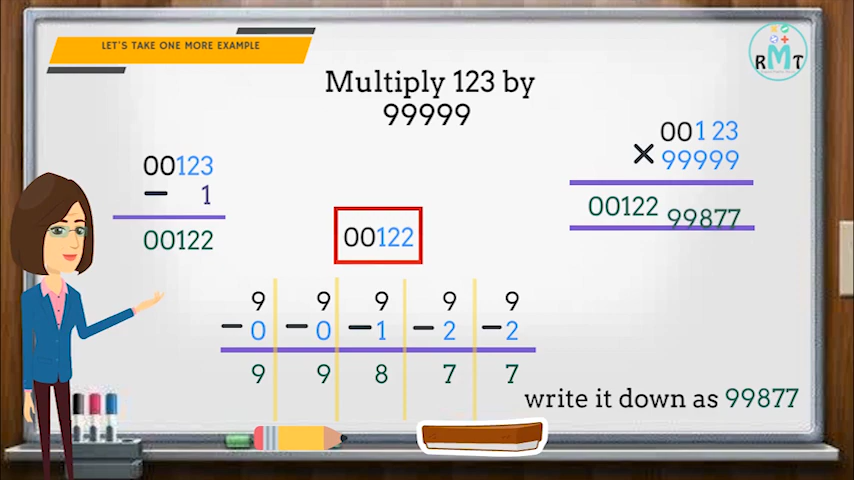 LET'S TAKE ONE MORE EXAMPLE
RMT
Multiply 123 by
99999
00123
— 1
00122
00122
00123
× 99999
00122 99877
9 9 9 9 9
— 0 — 0 — 1 — 2 — 2
9 9 8 7 7
write it down as 99877